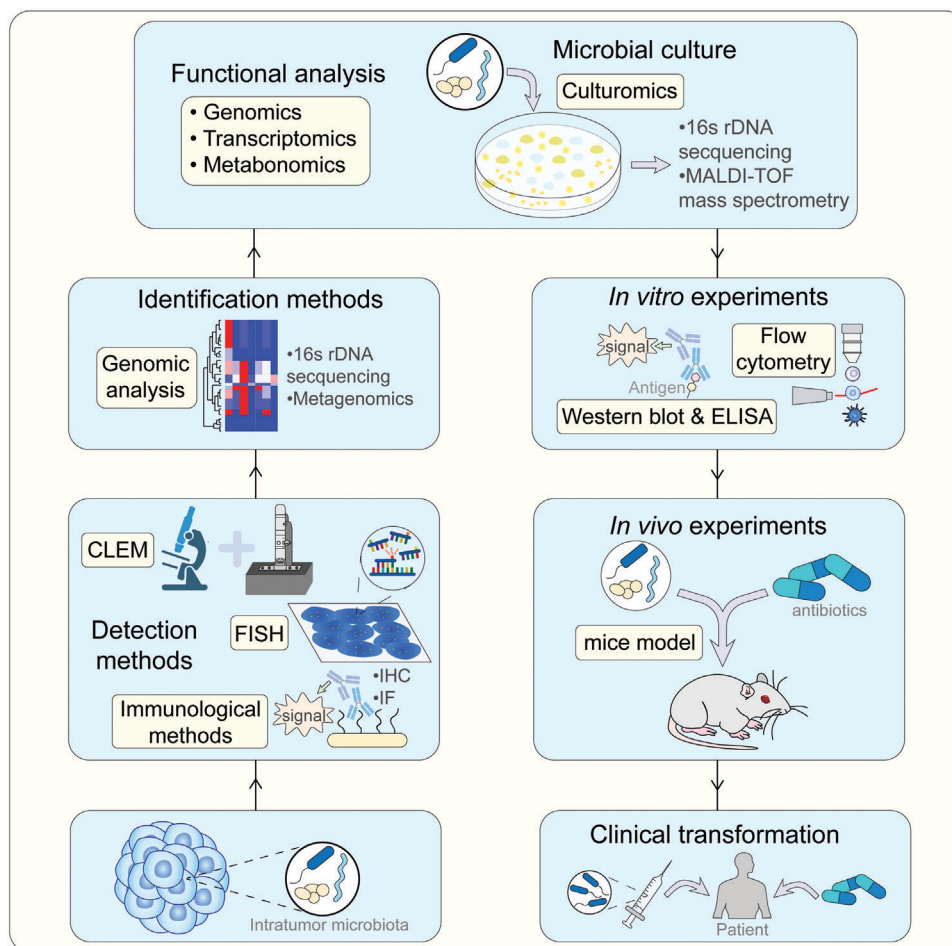 Functional analysis
• Genomics
• Transcriptomics
• Metabonomics
Microbial culture
Culturomics
•16s rDNA
secquencing
•MALDI-TOF
mass spectrometry
Identification methods
Genomic
analysis
•16s rDNA
secquencing
•Metagenomics
In vitro experiments
signal
Antigen
Western blot & ELISA
Flow
cytometry
CLEM
FISH
Detection
methods
Immunological
methods
signal
•IHC
•IF
In vivo experiments
antibiotics
mice model
Intratumor microbiota
Clinical transformation
Patient